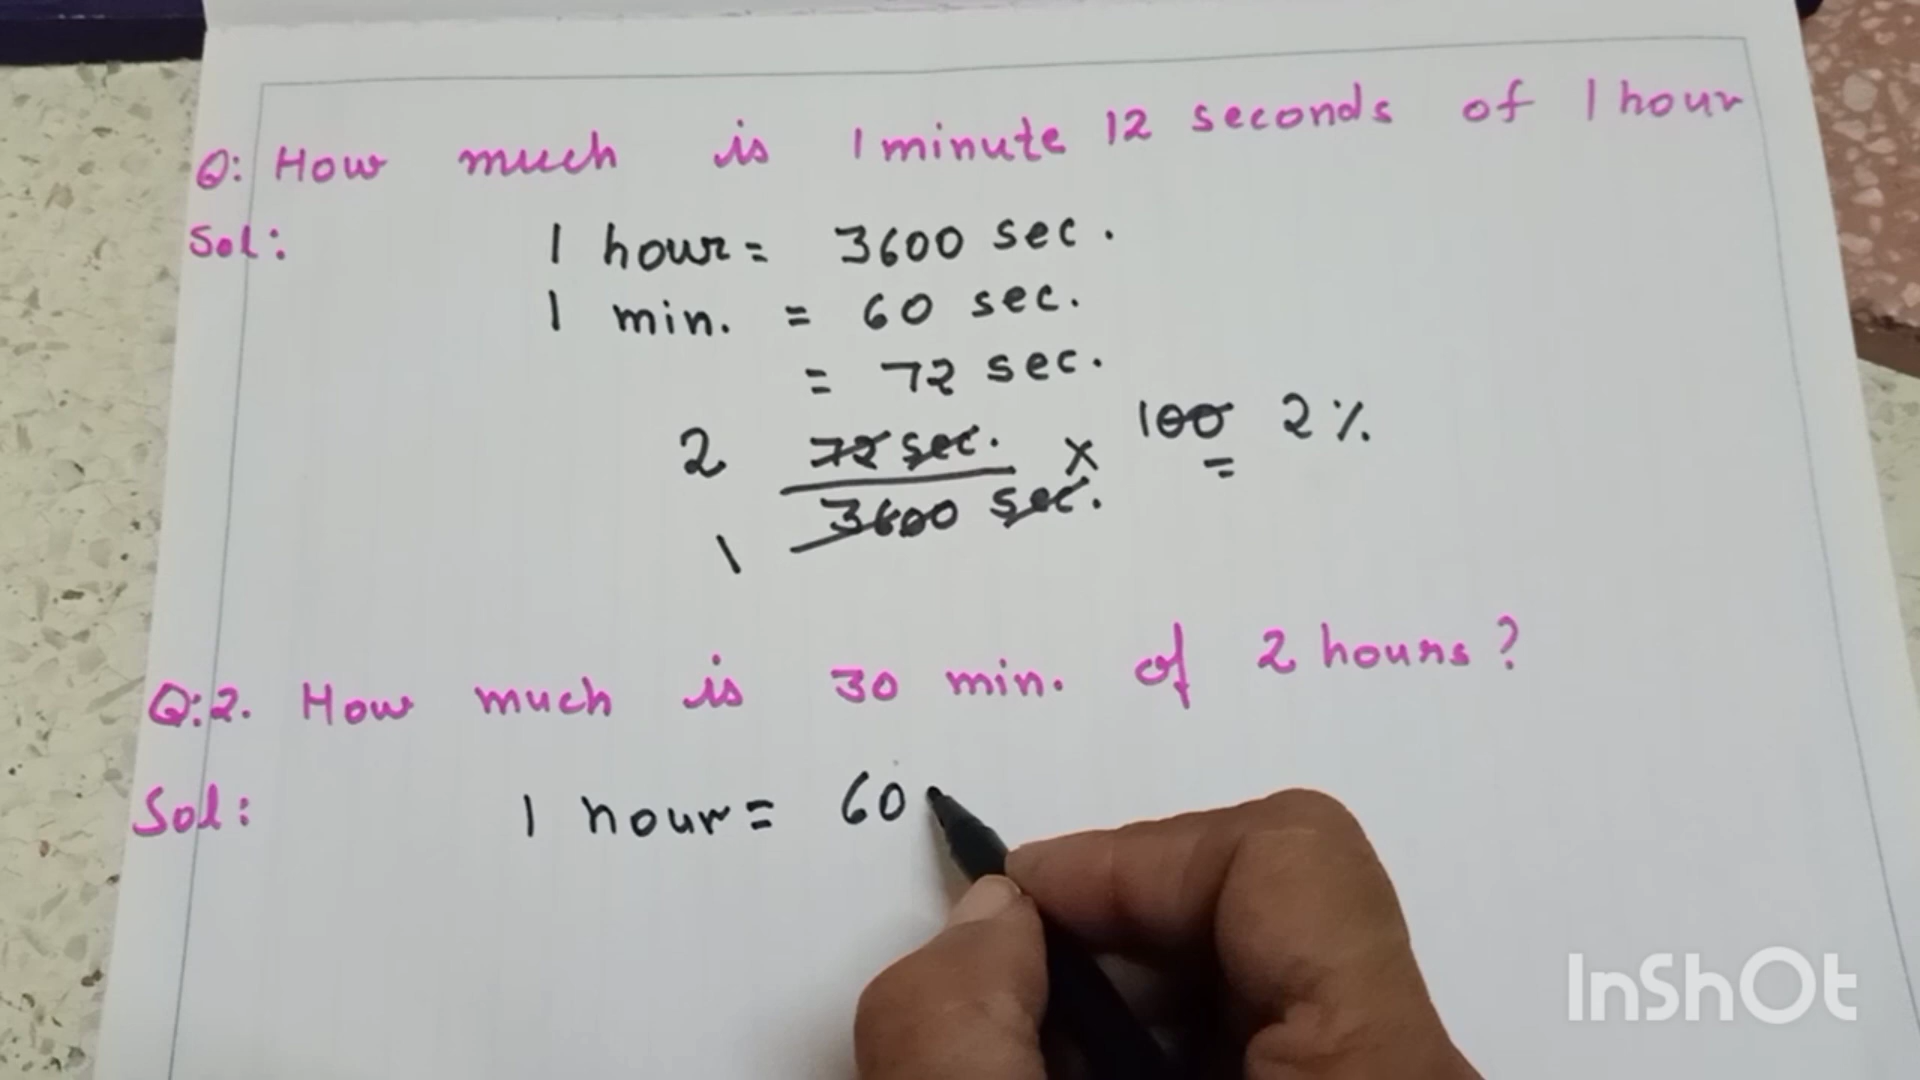 Q: How much is 1 minute 12 seconds of 1 hour
Sol: 1 hour = 3600 sec.
1 min. = 60 sec.
= 72 sec.
2 72 sec. × 100 = 2%
1 3600 sec.
Q:2. How much is 30 min. of 2 hours?
Sol: 1 hour = 60
InShOt